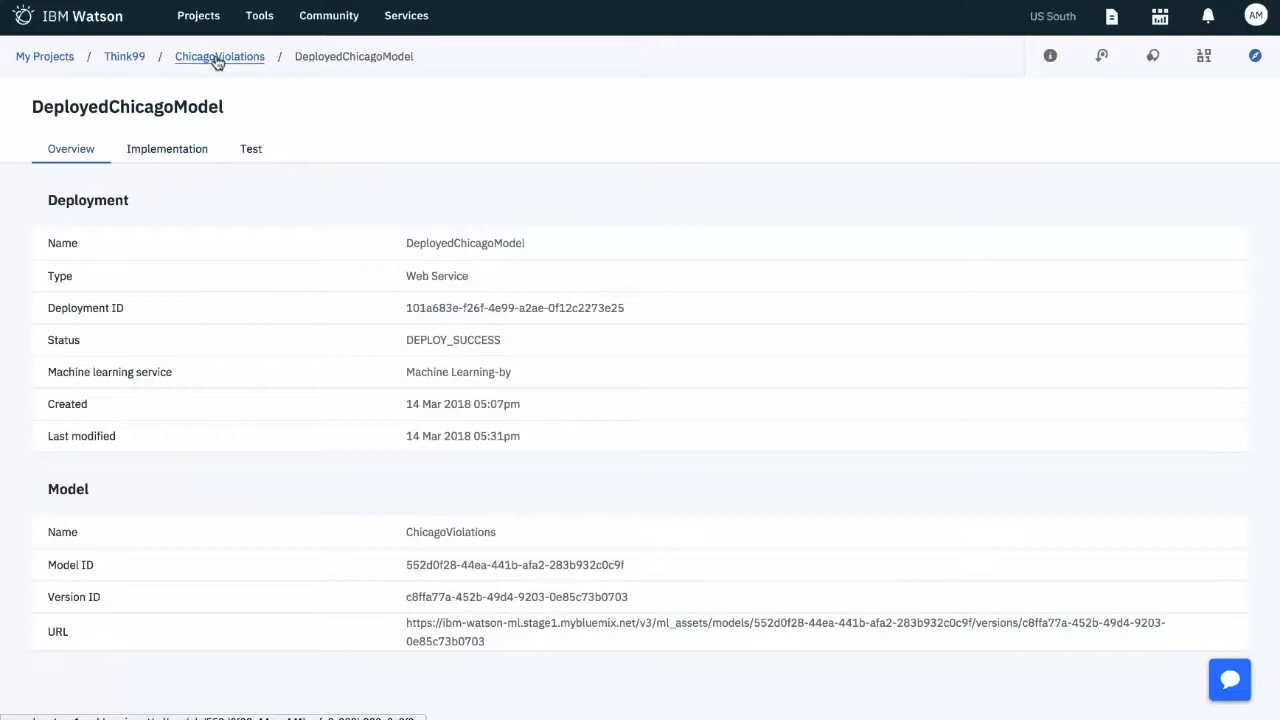 IBM Watson Projects Tools Community Services US South AM
My Projects / Think99 / ChicagoViolations / DeployedChicagoModel
DeployedChicagoModel
Overview Implementation Test
Deployment
Name DeployedChicagoModel
Type Web Service
Deployment ID 101a683e-f26f-4e99-a2ae-0f12c2273e25
Status DEPLOY_SUCCESS
Machine learning service Machine Learning-by
Created 14 Mar 2018 05:07pm
Last modified 14 Mar 2018 05:31pm
Model
Name ChicagoViolations
Model ID 552d0f28-44ea-441b-afa2-283b932c0c9f
Version ID c8ffa77a-452b-49d4-9203-0e85c73b0703
URL https://ibm-watson-ml.stage1.mybluemix.net/v3/ml_assets/models/552d0f28-44ea-441b-afa2-283b932c0c9f/versions/c8ffa77a-452b-49d4-9203-
0e85c73b0703